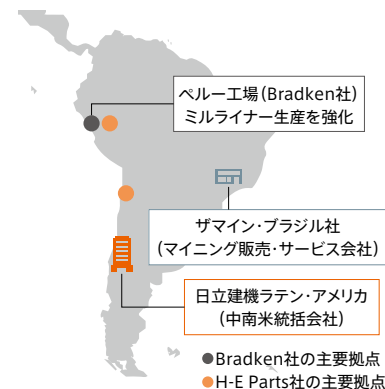 ペルー工場(Bradken社)
ミルライナー生産を強化
ザマイン・ブラジル社
(マイニング販売・サービス会社)
日立建機ラテン・アメリカ
(中南米統括会社)
●Bradken社の主要拠点
●H-E Parts社の主要拠点